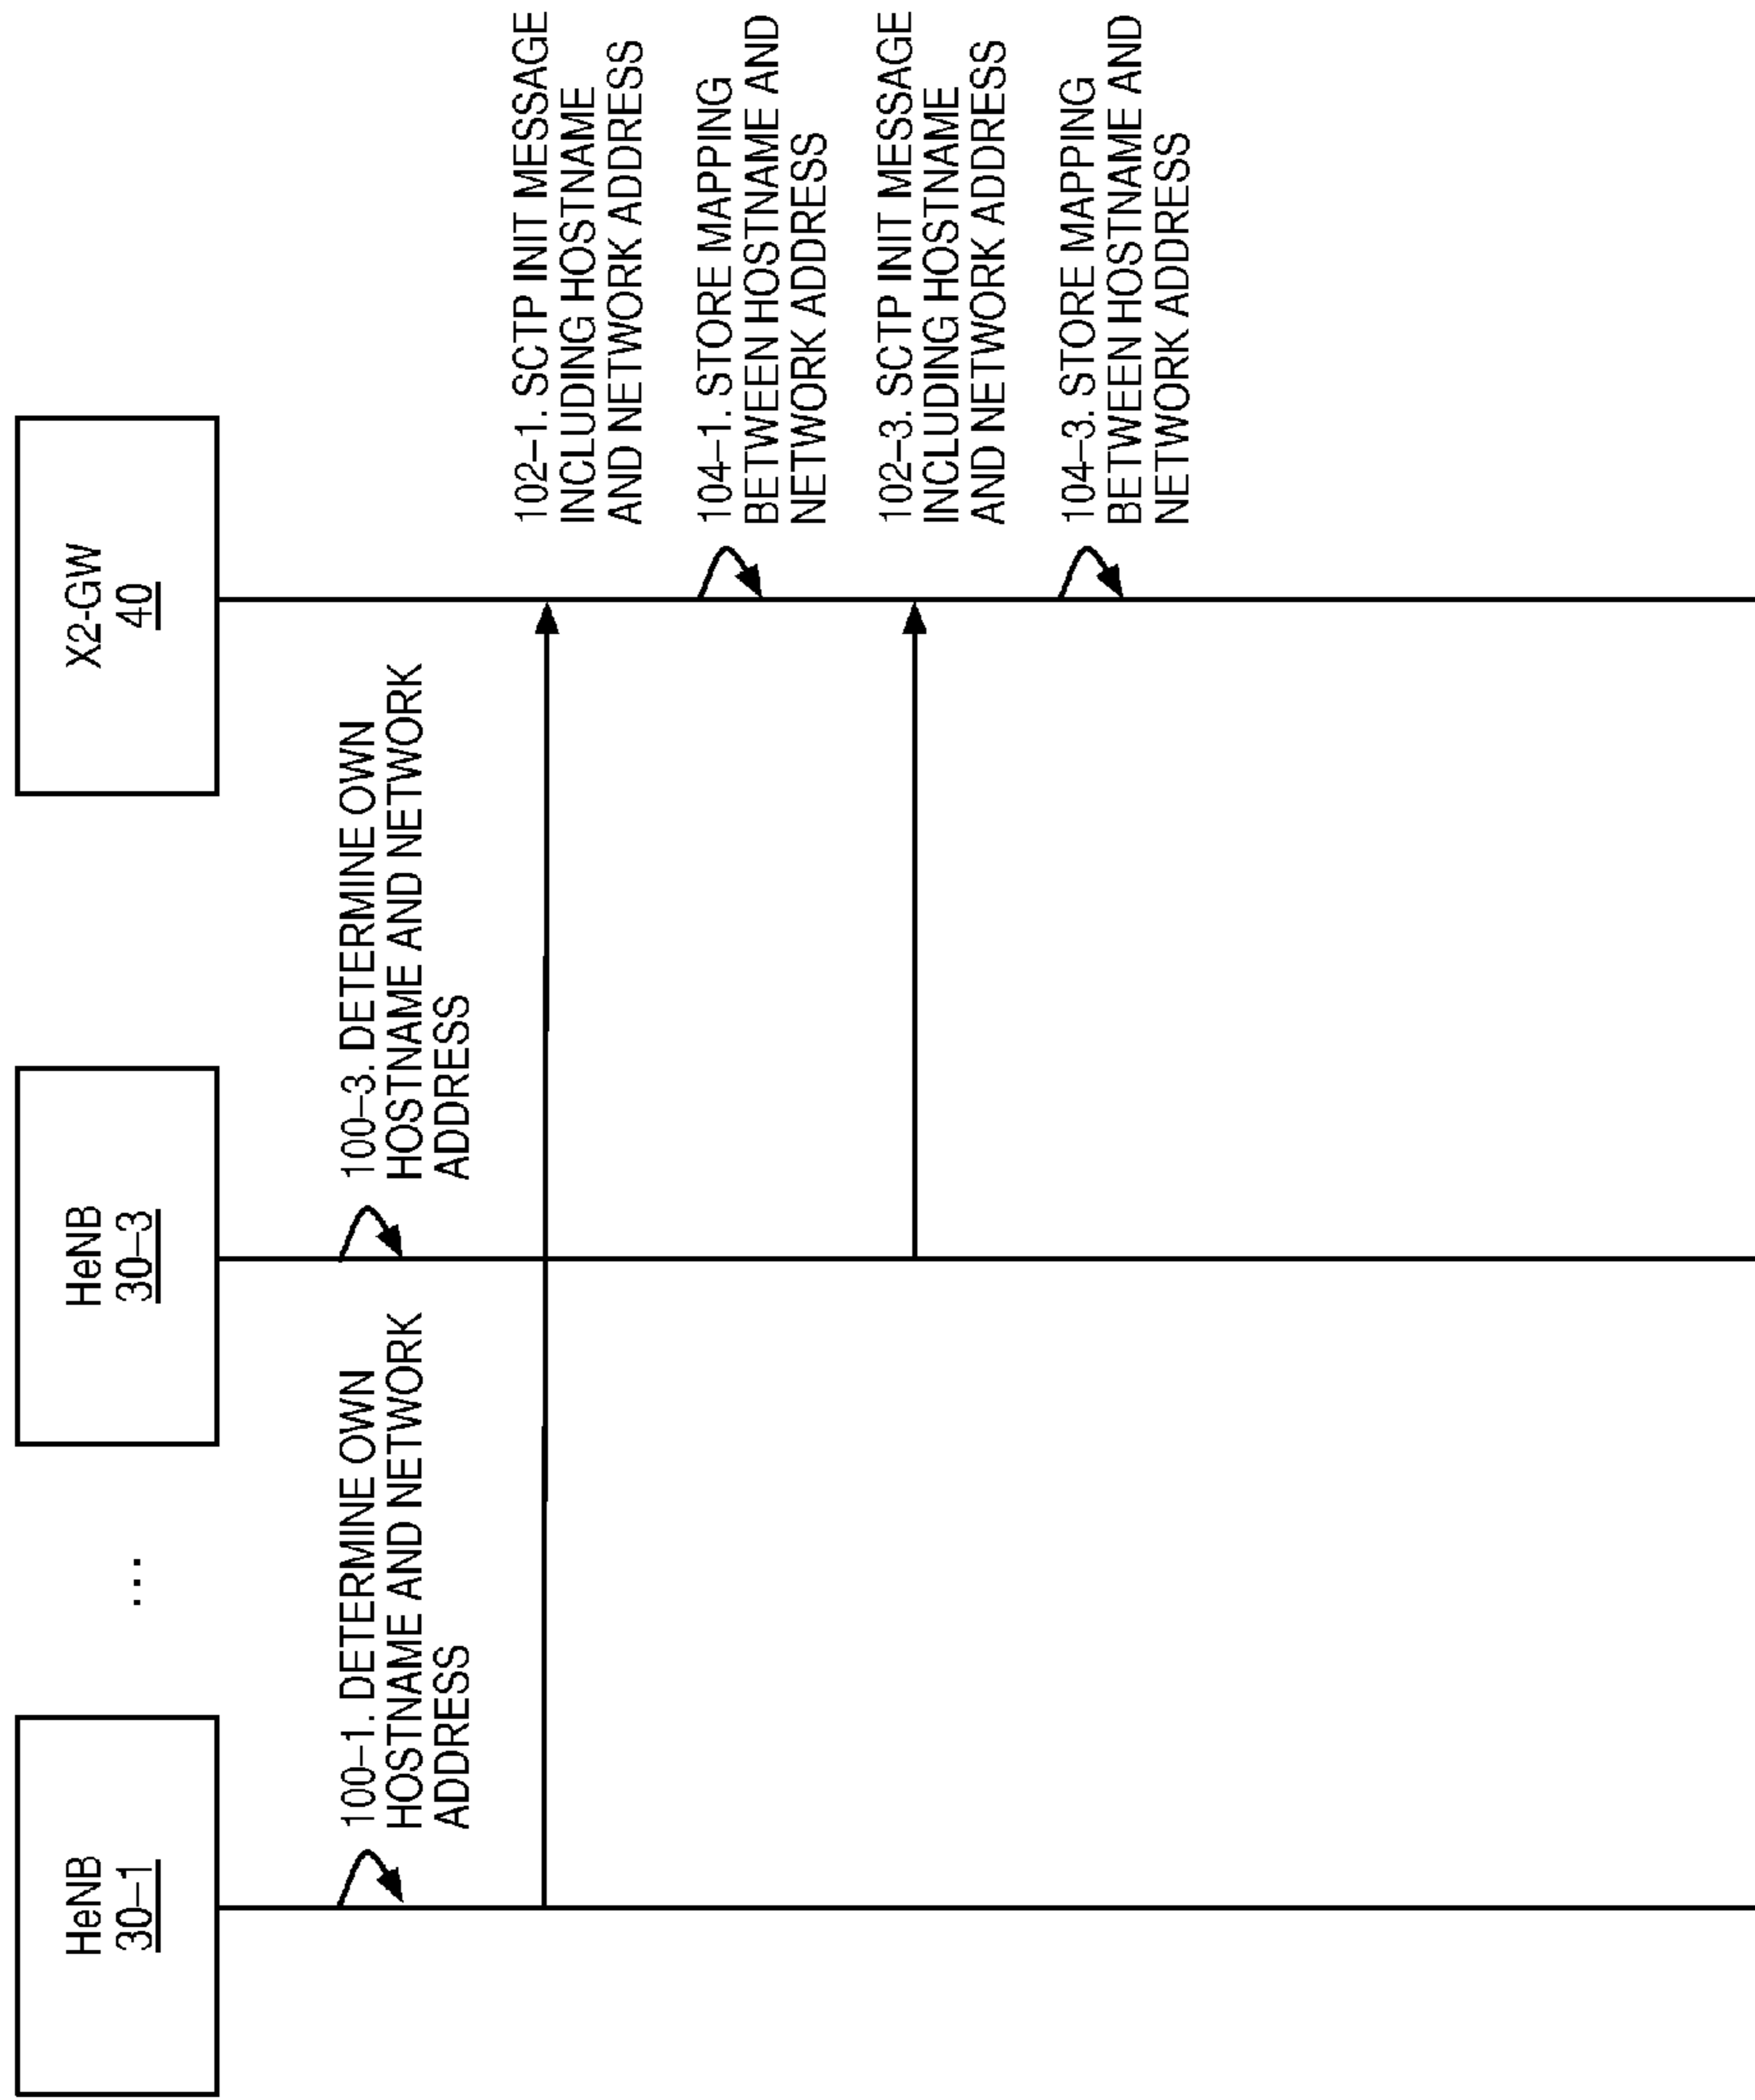 HeNB
30–1
...
HeNB
30–3
X2-GW
40
100–1. DETERMINE OWN
HOSTNAME AND NETWORK
ADDRESS
100–3. DETERMINE OWN
HOSTNAME AND NETWORK
ADDRESS
102–1. SCTP INIT MESSAGE
INCLUDING HOSTNAME
AND NETWORK ADDRESS
104–1. STORE MAPPING
BETWEEN HOSTNAME AND
NETWORK ADDRESS
102–3. SCTP INIT MESSAGE
INCLUDING HOSTNAME
AND NETWORK ADDRESS
104–3. STORE MAPPING
BETWEEN HOSTNAME AND
NETWORK ADDRESS